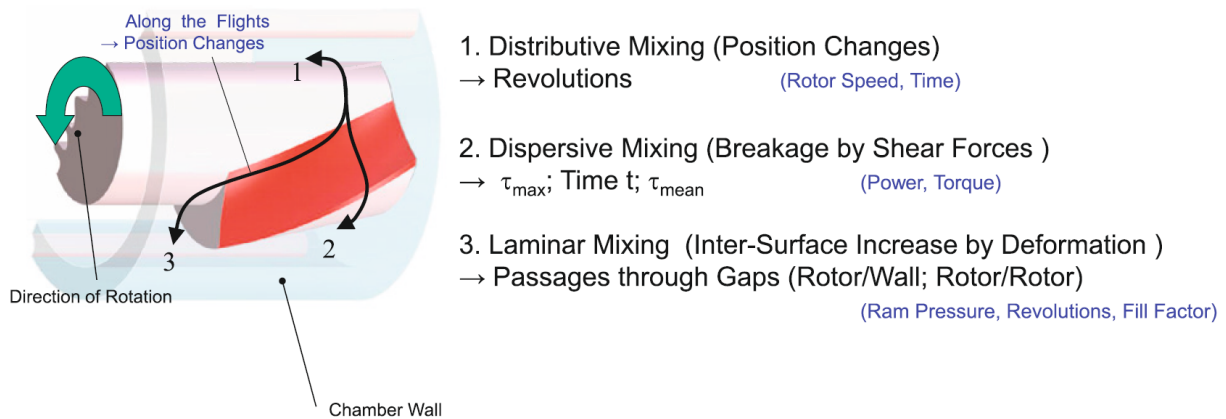 Along the Flights
→ Position Changes
1
2
3
Direction of Rotation
Chamber Wall
1. Distributive Mixing (Position Changes)
→ Revolutions (Rotor Speed, Time)
2. Dispersive Mixing (Breakage by Shear Forces )
→ τmax; Time t; τmean (Power, Torque)
3. Laminar Mixing (Inter-Surface Increase by Deformation )
→ Passages through Gaps (Rotor/Wall; Rotor/Rotor)
(Ram Pressure, Revolutions, Fill Factor)